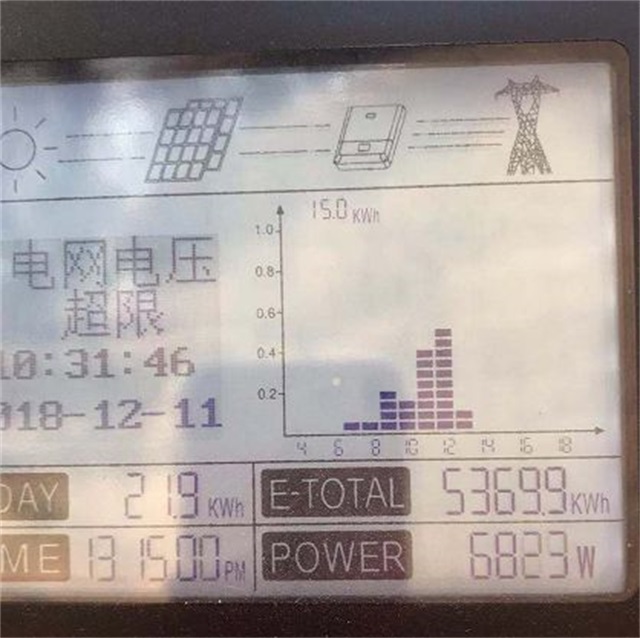 15.0 KWh
1.0
0.8
0.6
0.4
0.2
4 6 8 10 12 14 16 18
电网电压
超限
10:31:46
018-12-11
DAY 21.9 KWh
E-TOTAL 5369.9 KWh
ME 13 15:00 PM
POWER 6823 W